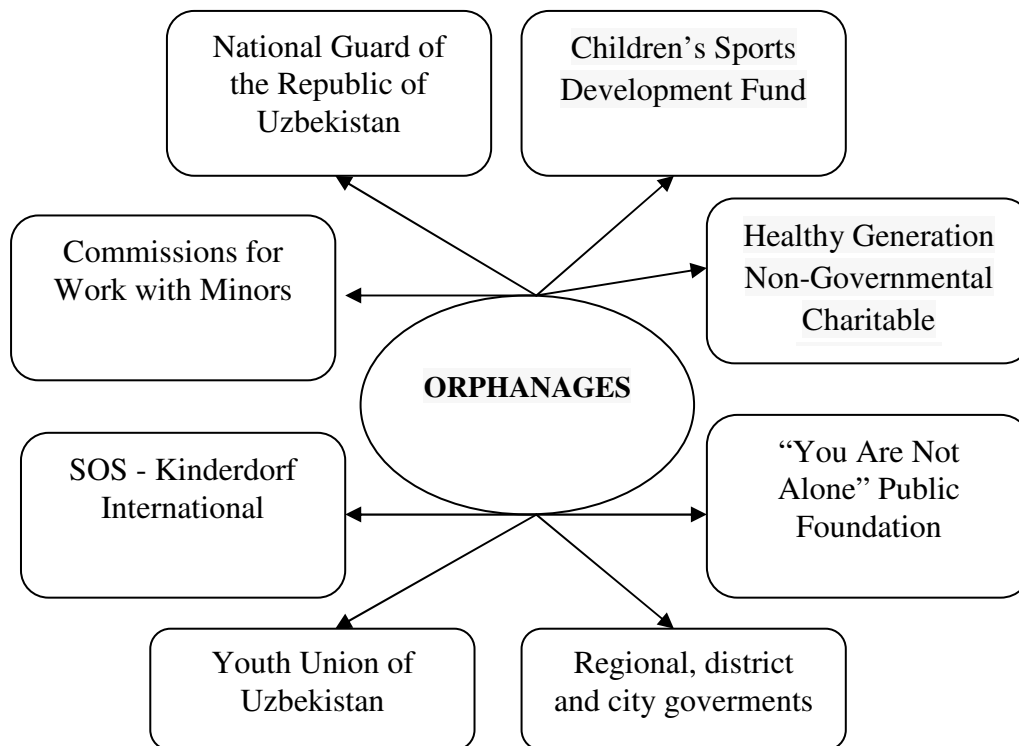 National Guard of
the Republic of
Uzbekistan
Children’s Sports
Development Fund
Commissions for
Work with Minors
Healthy Generation
Non-Governmental
Charitable
ORPHANAGES
SOS - Kinderdorf
International
“You Are Not
Alone” Public
Foundation
Youth Union of
Uzbekistan
Regional, district
and city goverments